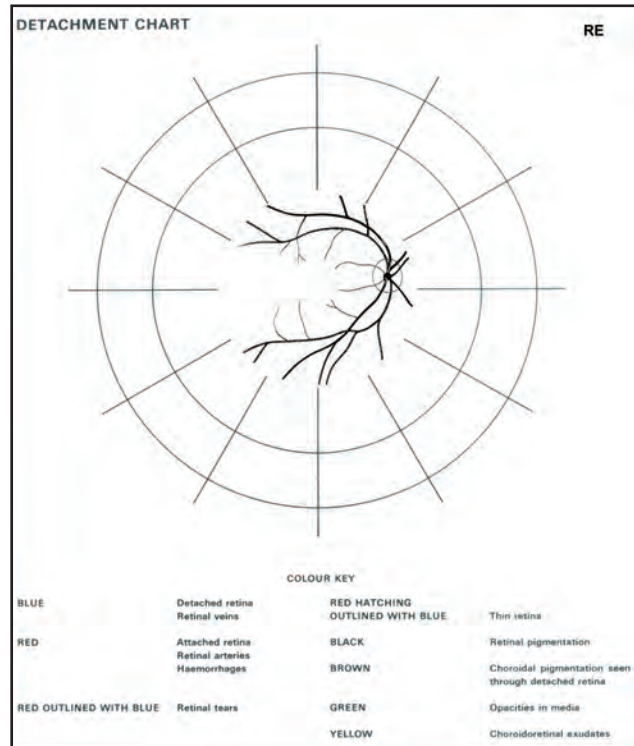 DETACHMENT CHART
RE
COLOUR KEY
BLUE Detached retina
Retinal veins
RED Attached retina
Retinal arteries
Haemorrhages
RED OUTLINED WITH BLUE Retinal tears
RED HATCHING
OUTLINED WITH BLUE Thin retina
BLACK Retinal pigmentation
BROWN Choroidal pigmentation seen
through detached retina
GREEN Opacities in media
YELLOW Choroidoretinal exudates